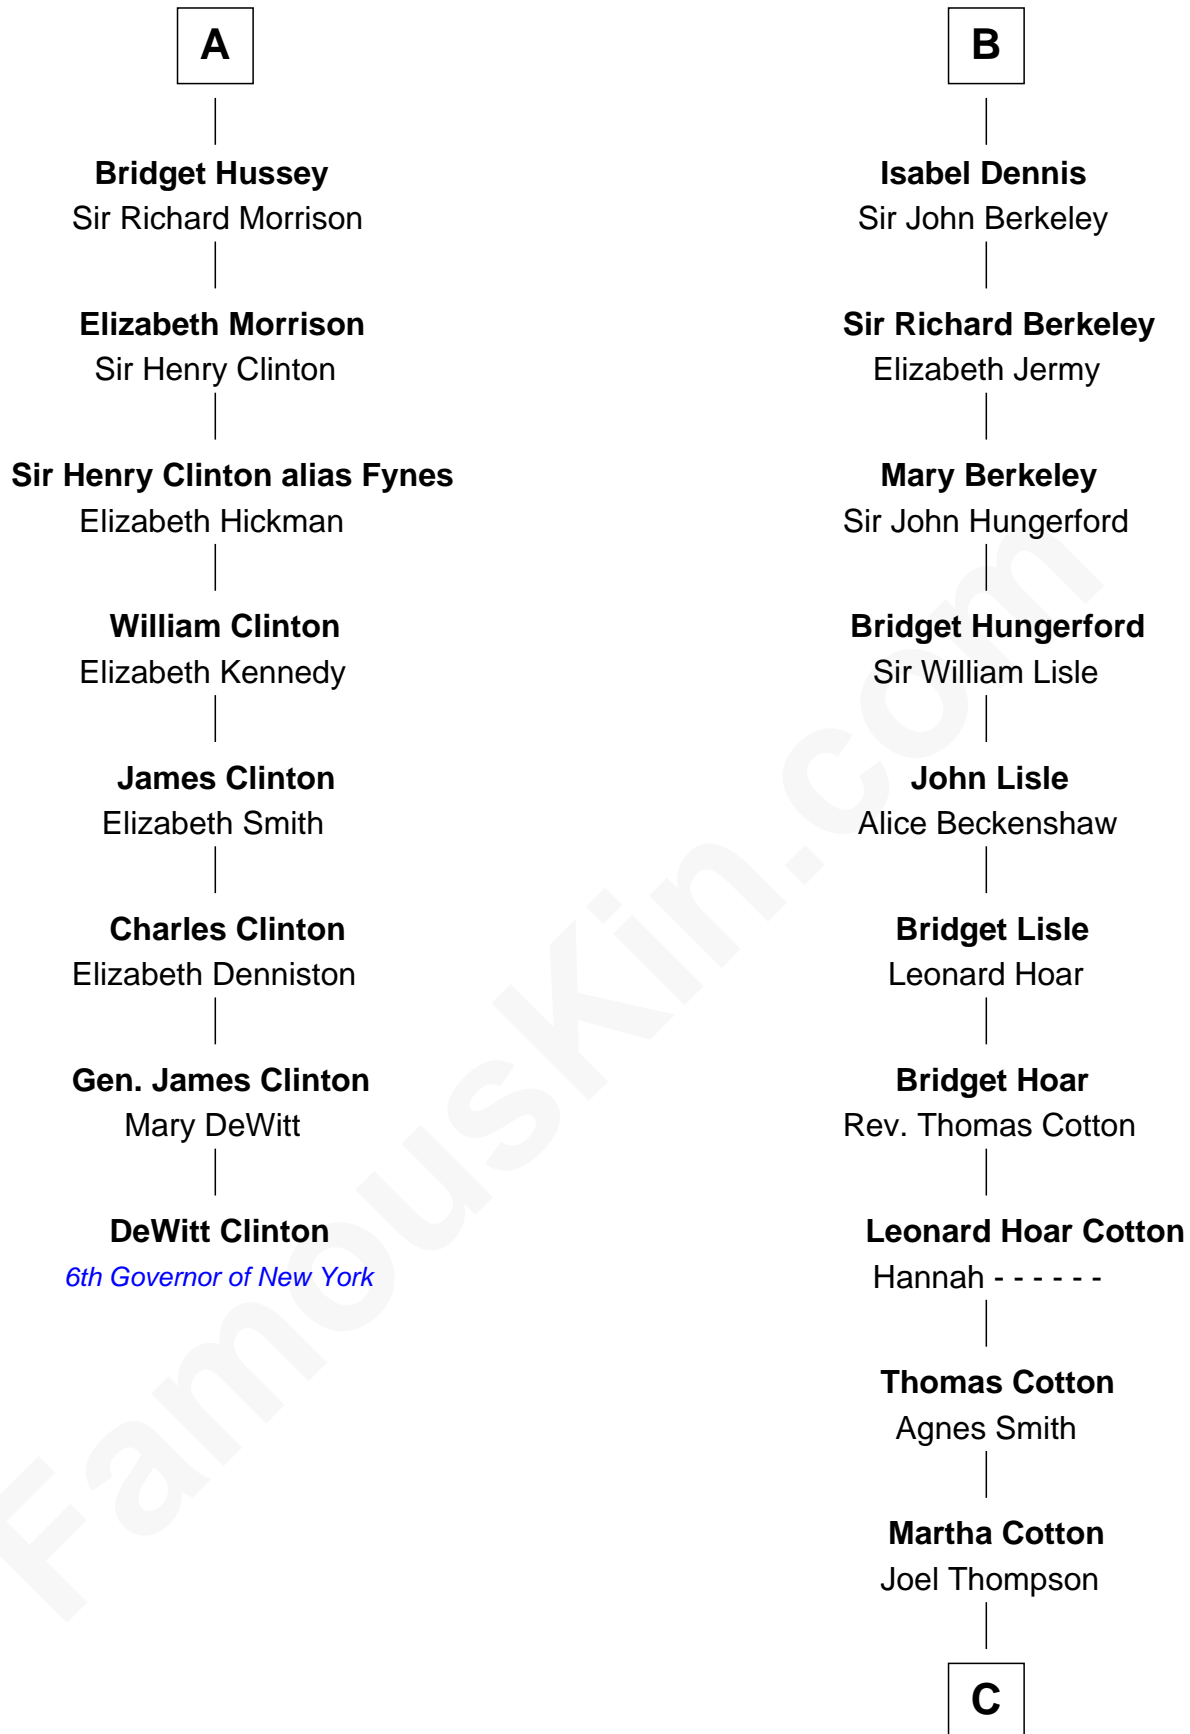 A
Bridget Hussey
Sir Richard Morrison
Elizabeth Morrison
Sir Henry Clinton
Sir Henry Clinton alias Fynes
Elizabeth Hickman
William Clinton
Elizabeth Kennedy
James Clinton
Elizabeth Smith
Charles Clinton
Elizabeth Denniston
Gen. James Clinton
Mary DeWitt
DeWitt Clinton
6th Governor of New York
B
Isabel Dennis
Sir John Berkeley
Sir Richard Berkeley
Elizabeth Jermy
Mary Berkeley
Sir John Hungerford
Bridget Hungerford
Sir William Lisle
John Lisle
Alice Beckenshaw
Bridget Lisle
Leonard Hoar
Bridget Hoar
Rev. Thomas Cotton
Leonard Hoar Cotton
Hannah - - - - - -
Thomas Cotton
Agnes Smith
Martha Cotton
Joel Thompson
C
FamousKin.com